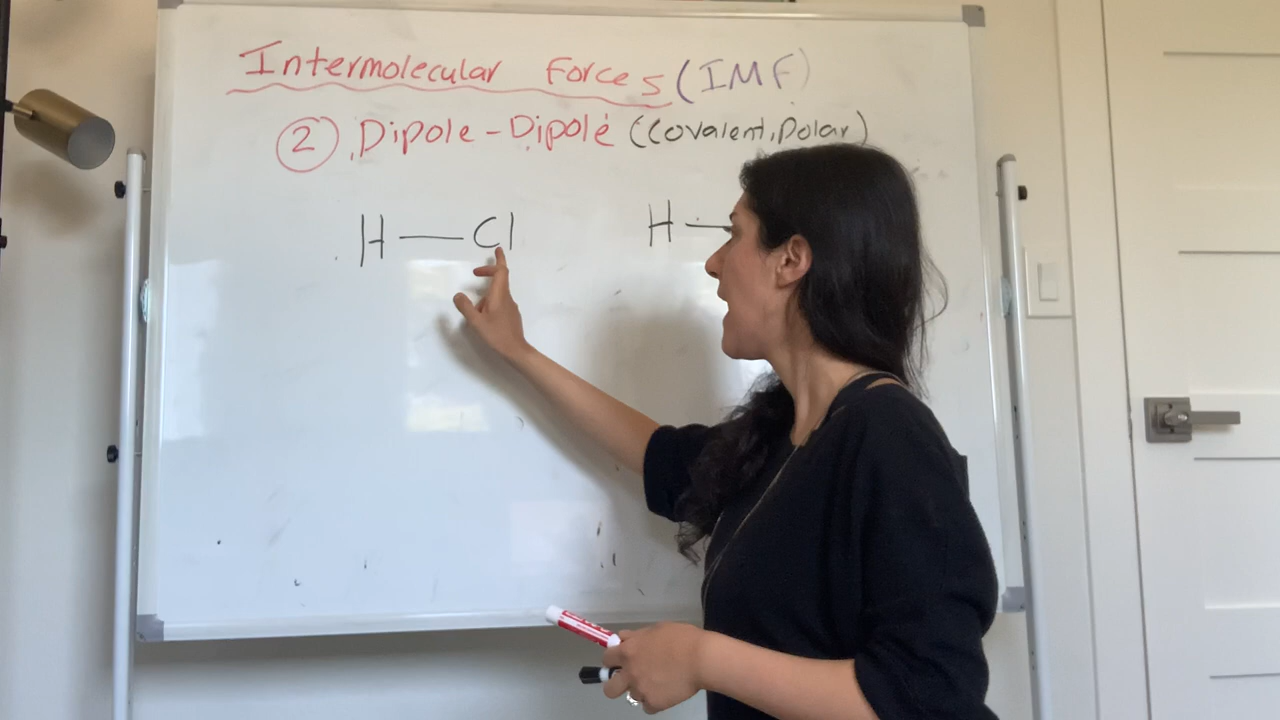 Intermolecular Forces (IMF)
2 Dipole-Dipole (Covalent, Polar)
H — Cl H —